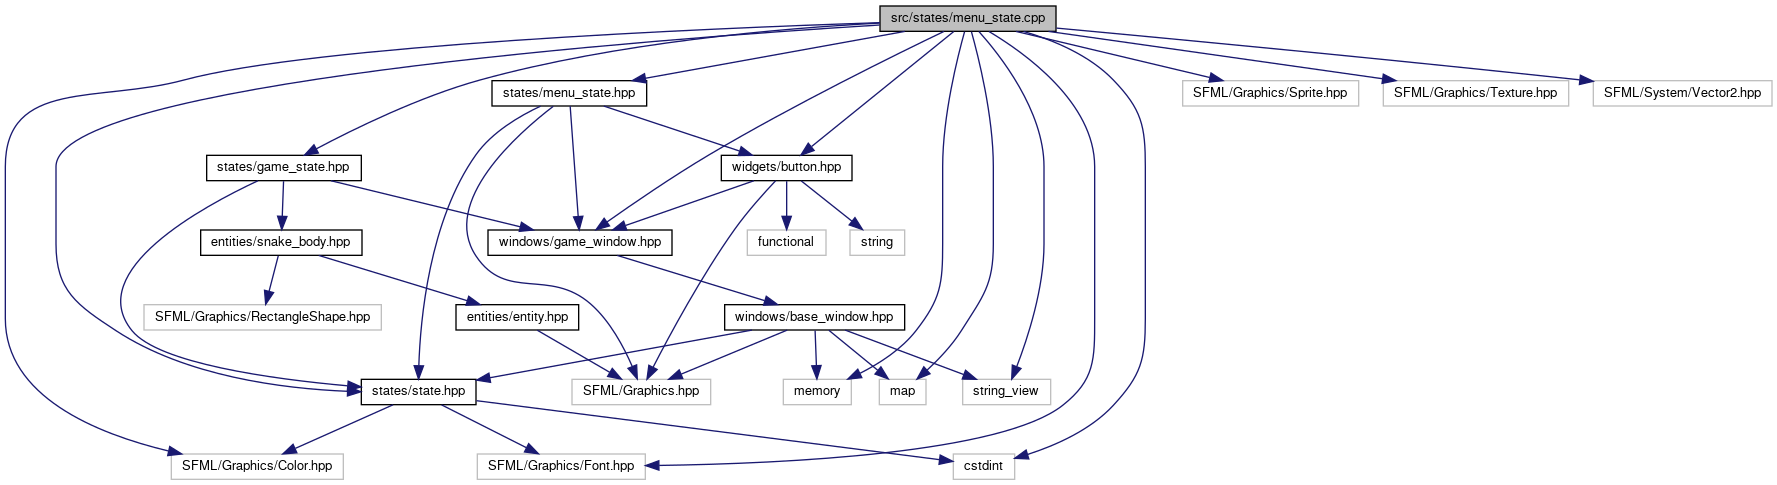 src/states/menu_state.cpp
states/menu_state.hpp
SFML/Graphics/Sprite.hpp
SFML/Graphics/Texture.hpp
SFML/System/Vector2.hpp
states/game_state.hpp
widgets/button.hpp
entities/snake_body.hpp
windows/game_window.hpp
functional
string
SFML/Graphics/RectangleShape.hpp
entities/entity.hpp
windows/base_window.hpp
states/state.hpp
SFML/Graphics.hpp
memory
map
string_view
SFML/Graphics/Color.hpp
SFML/Graphics/Font.hpp
cstdint